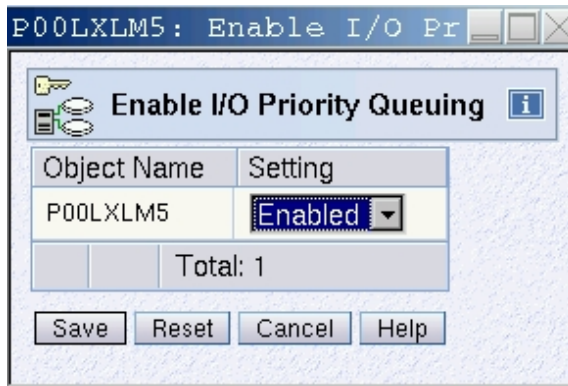 P00LXLM5: Enable I/O Pr
Enable I/O Priority Queuing i
Object Name Setting
P00LXLM5 Enabled
Total: 1
Save Reset Cancel Help